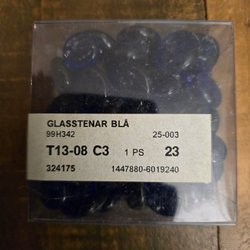 GLASSTENAR BLÅ
99H342 25-003
T13-08 C3 1 PS 23
324175 1447880-6019240